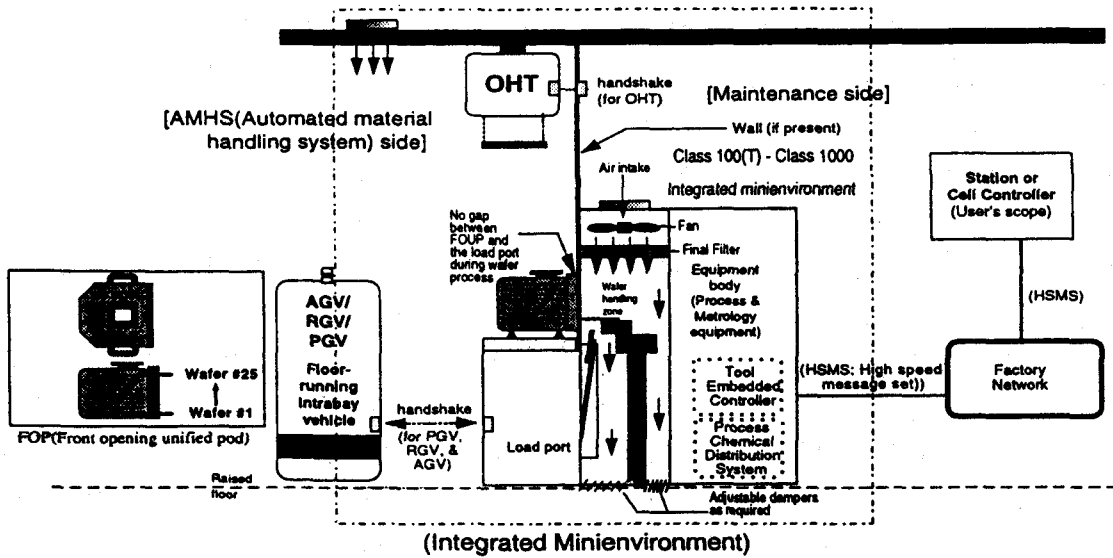 OHT
handshake
(for OHT)
[Maintenance side]
[AMHS(Automated material
handling system) side]
Wall (if present)
Class 100(T) - Class 1000
Air intake
Integrated minienvironment
Station or
Cell Controller
(User's scope)
No gap
between
FOUP and
the load port
during wafer
process
Fan
Final Filter
Equipment
body
(Process &
Metrology
equipment)
Wafer
handling
zone
(HSMS)
AGV/
RGV/
PGV
Floor-
running
Intrabay
vehicle
Wafer #25
Wafer #1
FOP(Front opening unified pod)
handshake
(for PGV,
RGV, &
AGV)
Load port
Tool
Embedded
Controller
Process
Chemical
Distribution
System
(HSMS: High speed
message set))
Factory
Network
Raised
floor
Adjustable dampers
as required
(Integrated Minienvironment)